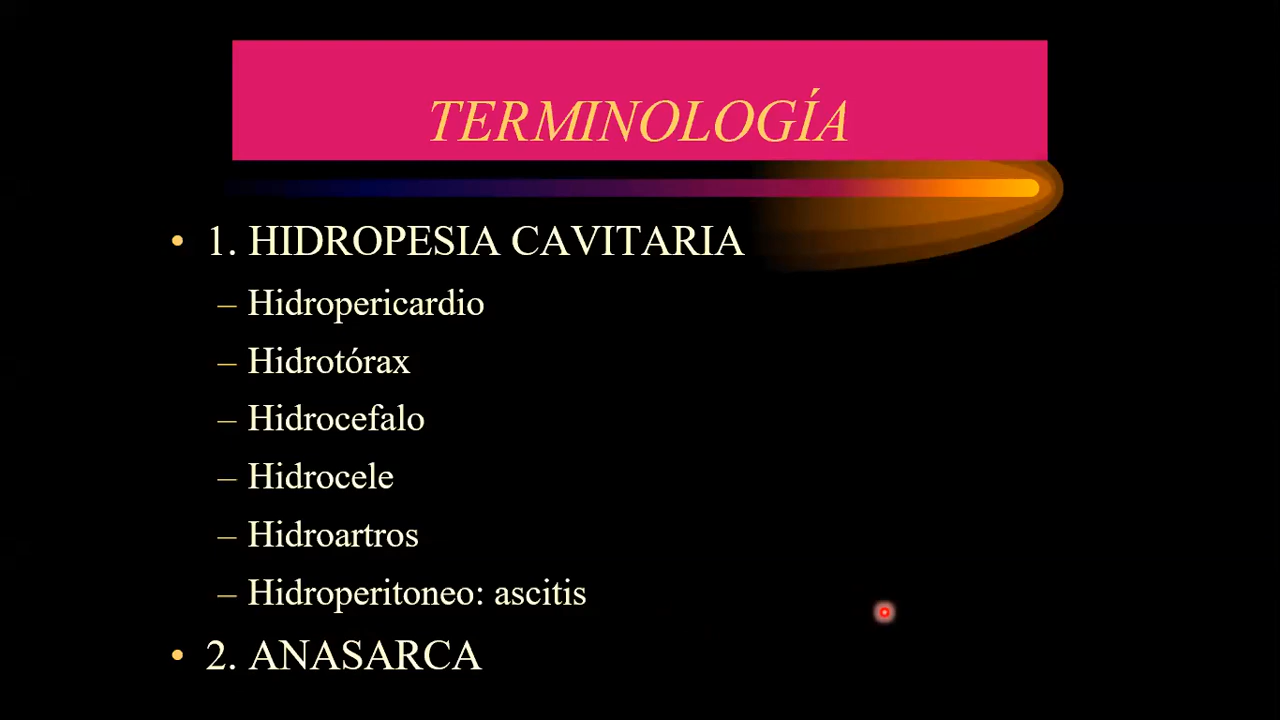 TERMINOLOGÍA
• 1. HIDROPESIA CAVITARIA
– Hidropericardio
– Hidrotórax
– Hidrocefalo
– Hidrocele
– Hidroartros
– Hidroperitoneo: ascitis
• 2. ANASARCA